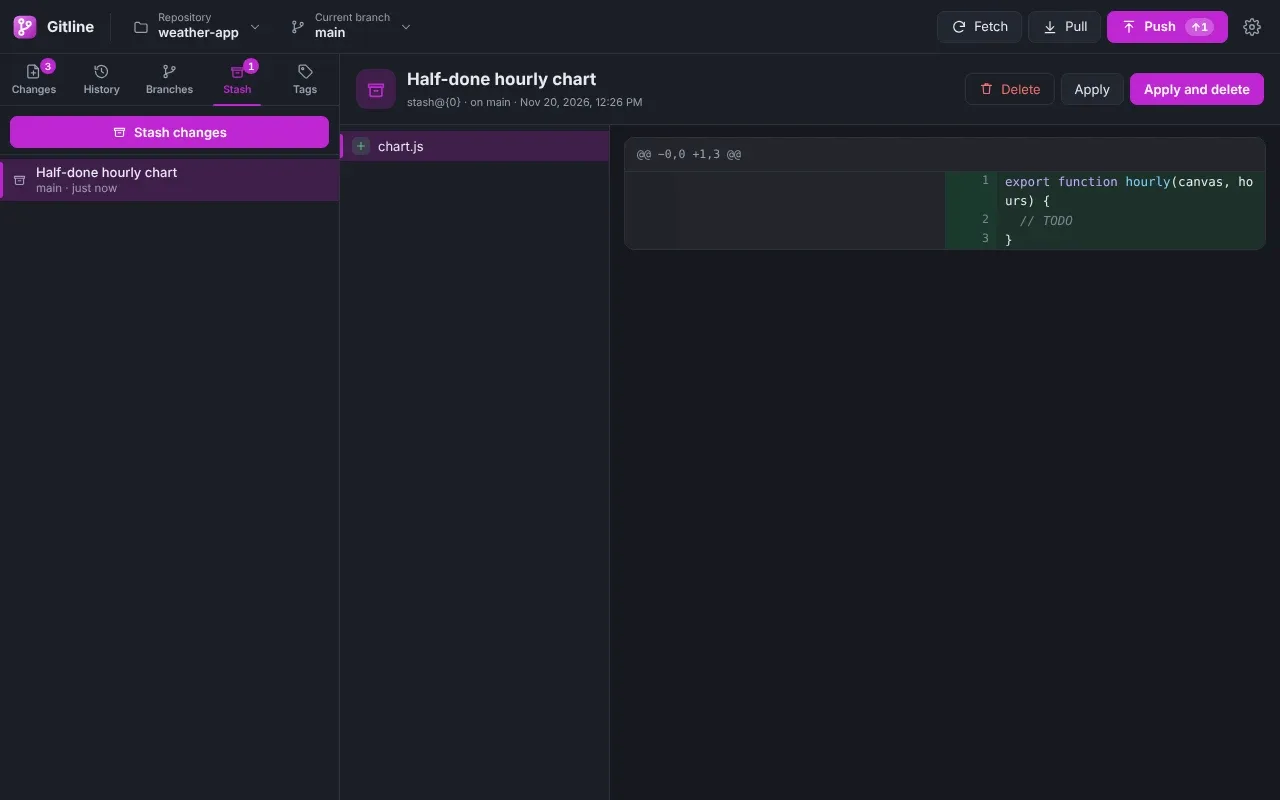 Gitline
Repository
weather-app
Current branch
main
Fetch
Pull
Push ↑1
3
Changes
History
Branches
1
Stash
Tags
Stash changes
Half-done hourly chart
main · just now
Half-done hourly chart
stash@{0} · on main · Nov 20, 2026, 12:26 PM
Delete
Apply
Apply and delete
+ chart.js
@@ −0,0 +1,3 @@
1 export function hourly(canvas, ho
urs) {
2 // TODO
3 }